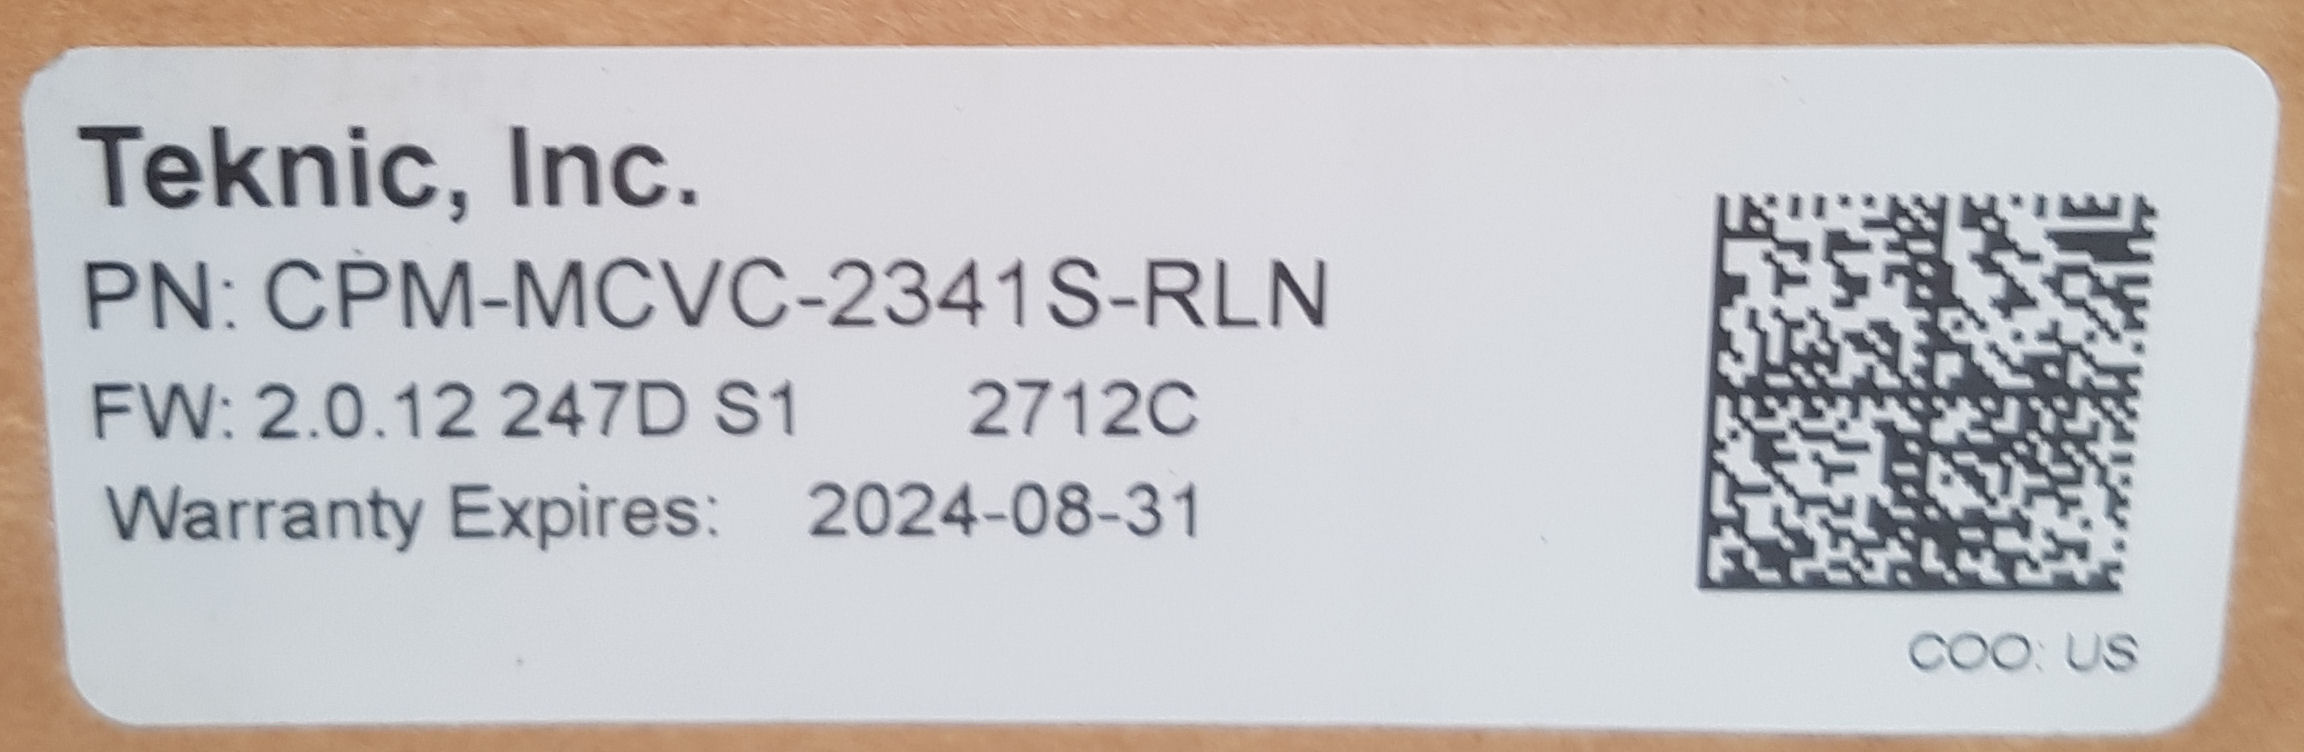 Teknic, Inc.
PN: CPM-MCVC-2341S-RLN
FW: 2.0.12 247D S1 2712C
Warranty Expires: 2024-08-31
COO: US